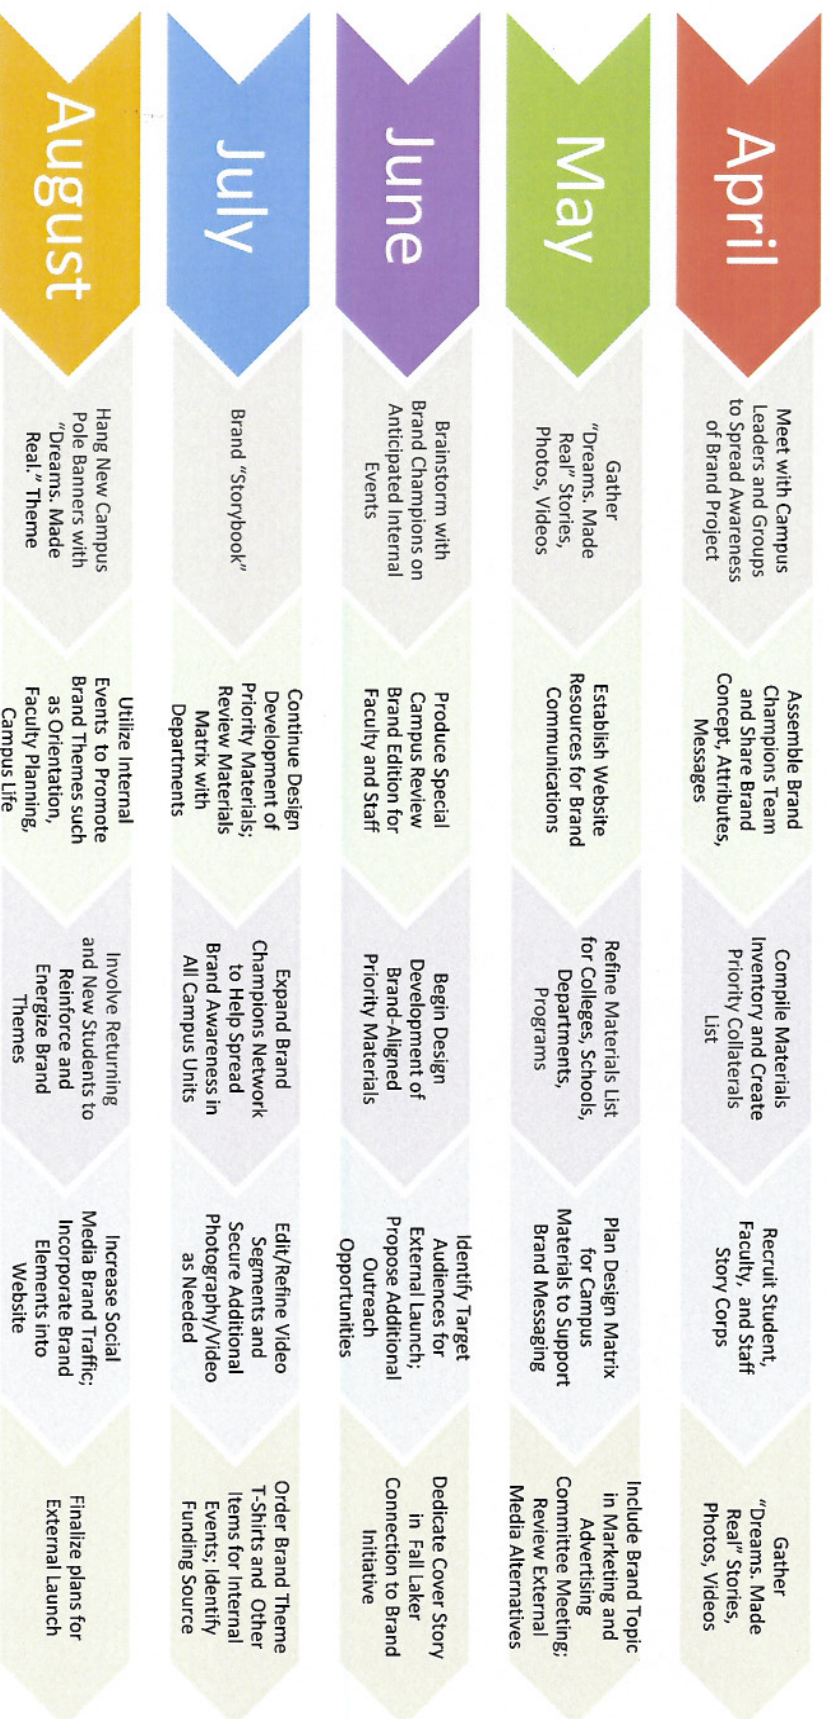 April
Meet with Campus
Leaders and Groups
to Spread Awareness
of Brand Project
Assemble Brand
Champions Team
and Share Brand
Concept, Attributes,
Messages
Compile Materials
Inventory and Create
Priority Collaterals
List
Recruit Student,
Faculty, and Staff
Story Corps
Gather
“Dreams. Made
Real” Stories,
Photos, Videos
May
Gather
“Dreams. Made
Real” Stories,
Photos, Videos
Establish Website
Resources for Brand
Communications
Refine Materials List
for Colleges, Schools,
Departments,
Programs
Plan Design Matrix
for Campus
Materials to Support
Brand Messaging
Include Brand Topic
in Marketing and
Advertising
Committee Meeting;
Review External
Media Alternatives
June
Brainstorm with
Brand Champions on
Anticipated Internal
Events
Produce Special
Campus Review
Brand Edition for
Faculty and Staff
Begin Design
Development of
Brand-Aligned
Priority Materials
Identify Target
Audiences for
External Launch;
Propose Additional
Outreach
Opportunities
Dedicate Cover Story
in Fall Laker
Connection to Brand
Initiative
July
Brand “Storybook”
Continue Design
Development of
Priority Materials;
Review Materials
Matrix with
Departments
Expand Brand
Champions Network
to Help Spread
Brand Awareness in
All Campus Units
Edit/Refine Video
Segments and
Secure Additional
Photography/Video
as Needed
Order Brand Theme
T-Shirts and Other
Items for Internal
Events; Identify
Funding Source
August
Hang New Campus
Pole Banners with
“Dreams. Made
Real.” Theme
Utilize Internal
Events to Promote
Brand Themes such
as Orientation,
Faculty Planning,
Campus Life
Involve Returning
and New Students to
Reinforce and
Energize Brand
Themes
Increase Social
Media Brand Traffic;
Incorporate Brand
Elements into
Website
Finalize plans for
External Launch